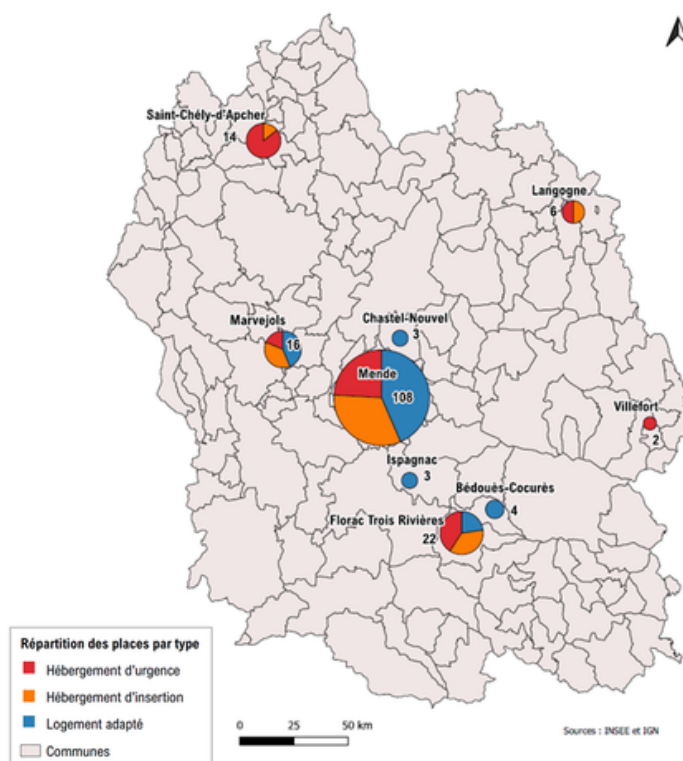 Saint-Chély-d'Apcher
14
Langogne
6
Marvejols
16
Chastel-Nouvel
3
Mende
108
Villefort
2
Ispagnac
3
Bédouès-Cocurès
4
Florac Trois Rivières
22
Répartition des places par type
Hébergement d'urgence
Hébergement d'insertion
Logement adapté
Communes
0 25 50 km
Sources : INSEE et IGN